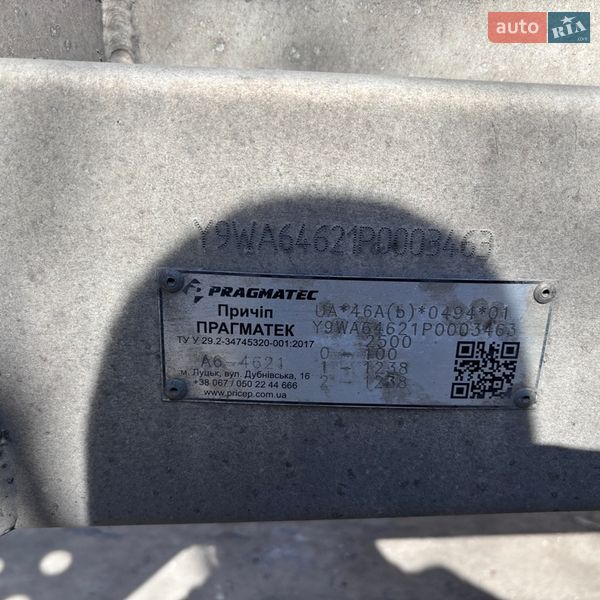 auto RIA.com
Y9WA64621P0003463
PRAGMATEC
Причіп
ПРАГМАТЕК
ТУ У 29.2-34745320-001:2017
A6-4621
м. Луцьк, вул. Дубнівська, 16
+38 067 / 050 22 44 666
www.pricep.com.ua
UA*46A(b)*0494*01
Y9WA64621P0003463
2500
0 - 100
1 - 1238
2 - 1238